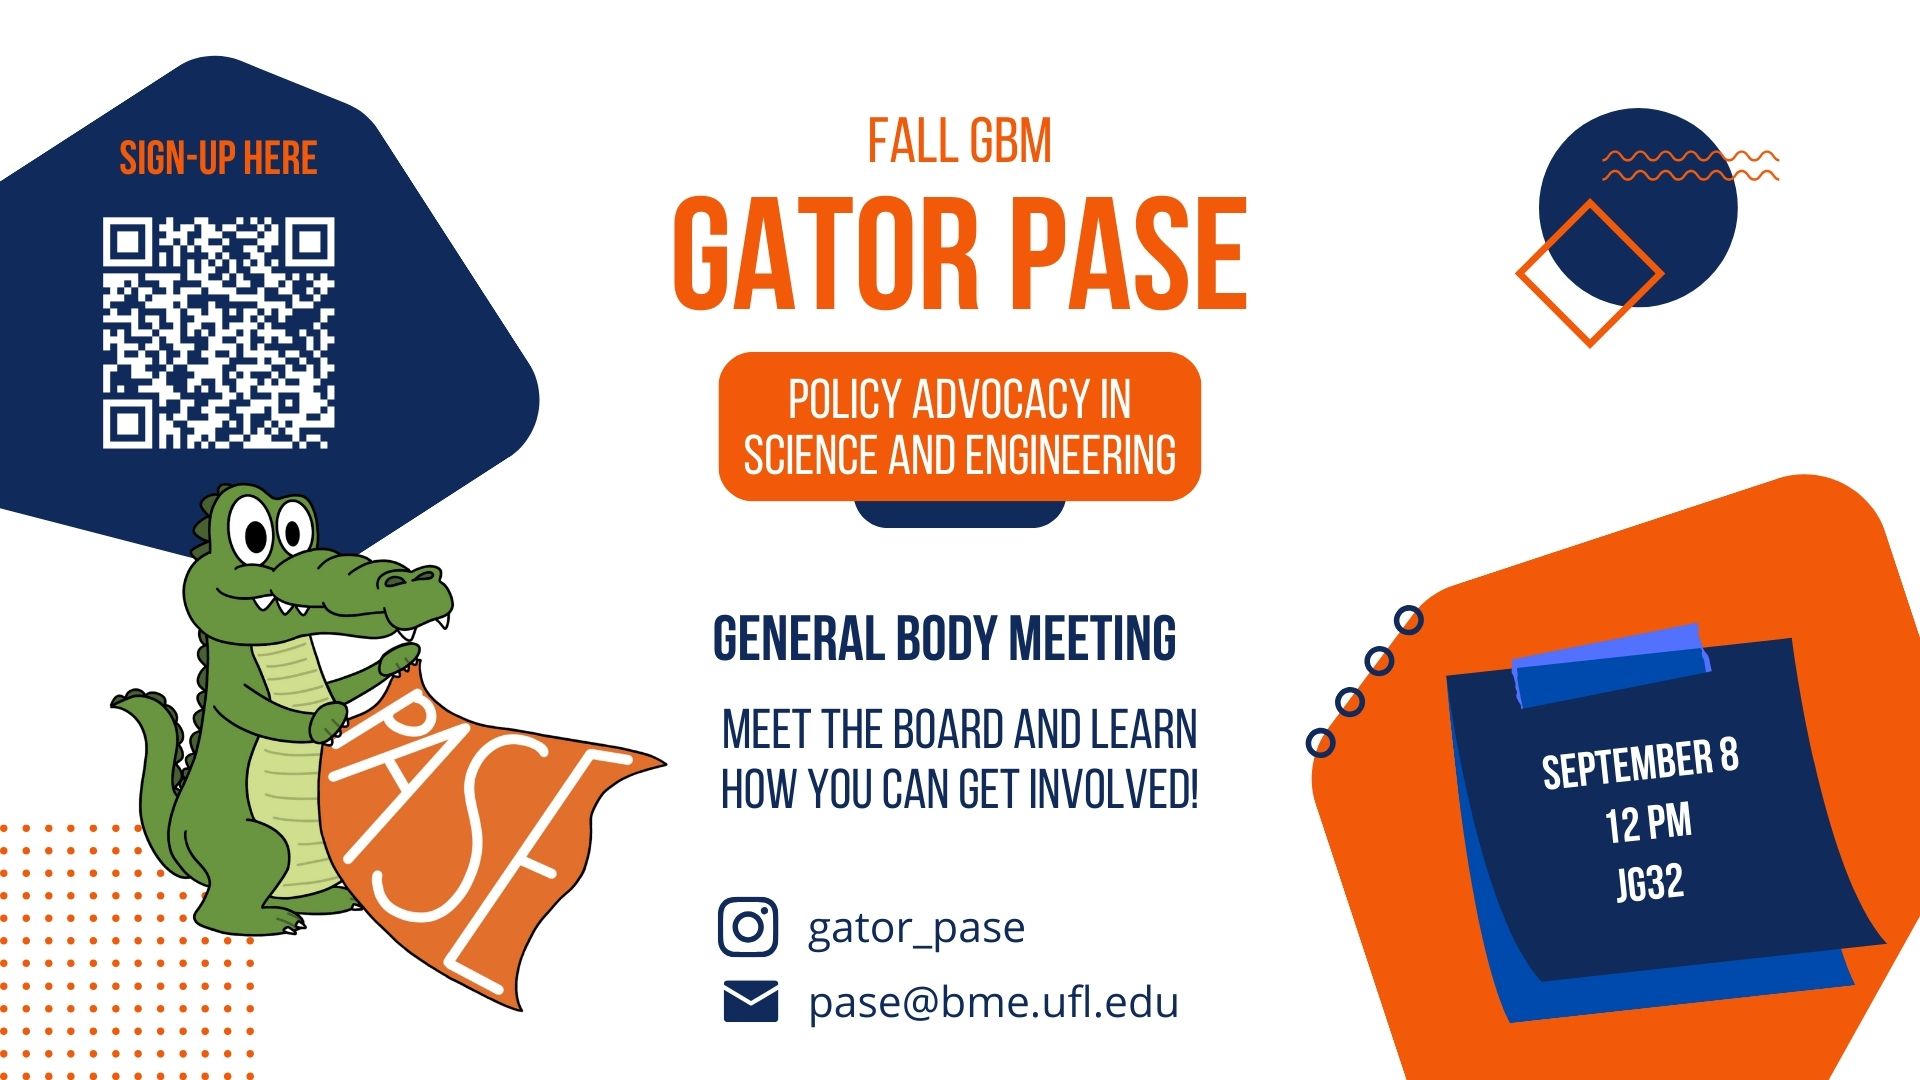 SIGN-UP HERE
FALL GBM
GATOR PASE
POLICY ADVOCACY IN
SCIENCE AND ENGINEERING
GENERAL BODY MEETING
MEET THE BOARD AND LEARN
HOW YOU CAN GET INVOLVED!
PASE
gator_pase
pase@bme.ufl.edu
SEPTEMBER 8
12 PM
JG32